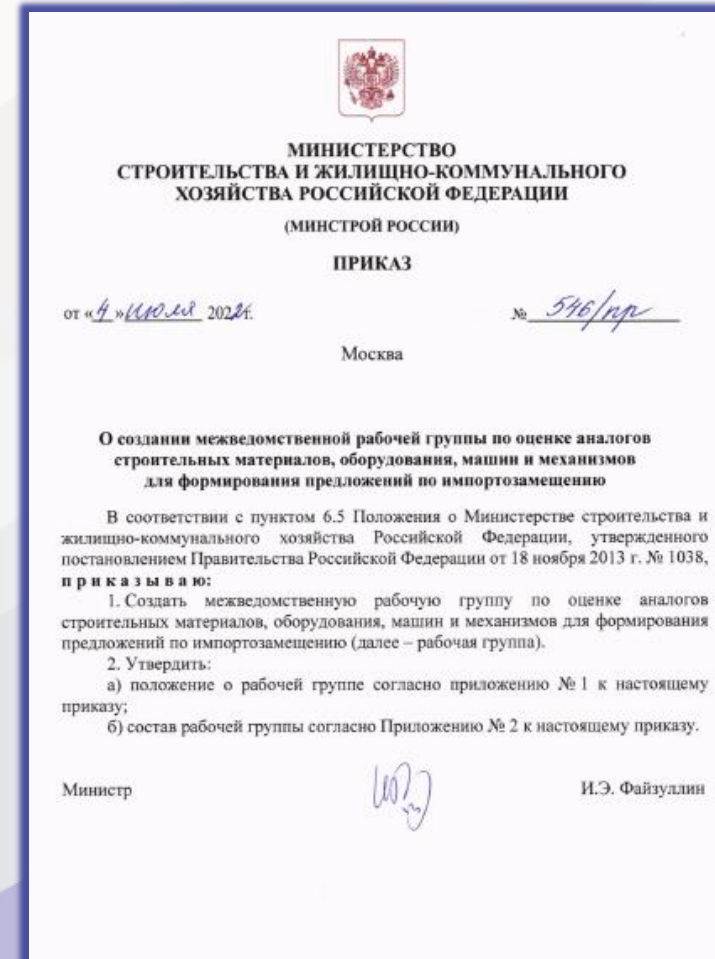 МИНИСТЕРСТВО
СТРОИТЕЛЬСТВА И ЖИЛИЩНО-КОММУНАЛЬНОГО
ХОЗЯЙСТВА РОССИЙСКОЙ ФЕДЕРАЦИИ
(МИНСТРОЙ РОССИИ)
ПРИКАЗ
от «4» июля 2022г. № 546/пр
Москва
О создании межведомственной рабочей группы по оценке аналогов
строительных материалов, оборудования, машин и механизмов
для формирования предложений по импортозамещению
В соответствии с пунктом 6.5 Положения о Министерстве строительства и
жилищно-коммунального хозяйства Российской Федерации, утвержденного
постановлением Правительства Российской Федерации от 18 ноября 2013 г. № 1038,
приказываю:
1. Создать межведомственную рабочую группу по оценке аналогов
строительных материалов, оборудования, машин и механизмов для формирования
предложений по импортозамещению (далее – рабочая группа).
2. Утвердить:
а) положение о рабочей группе согласно приложению № 1 к настоящему
приказу;
б) состав рабочей группы согласно Приложению № 2 к настоящему приказу.
Министр И.Э. Файзуллин